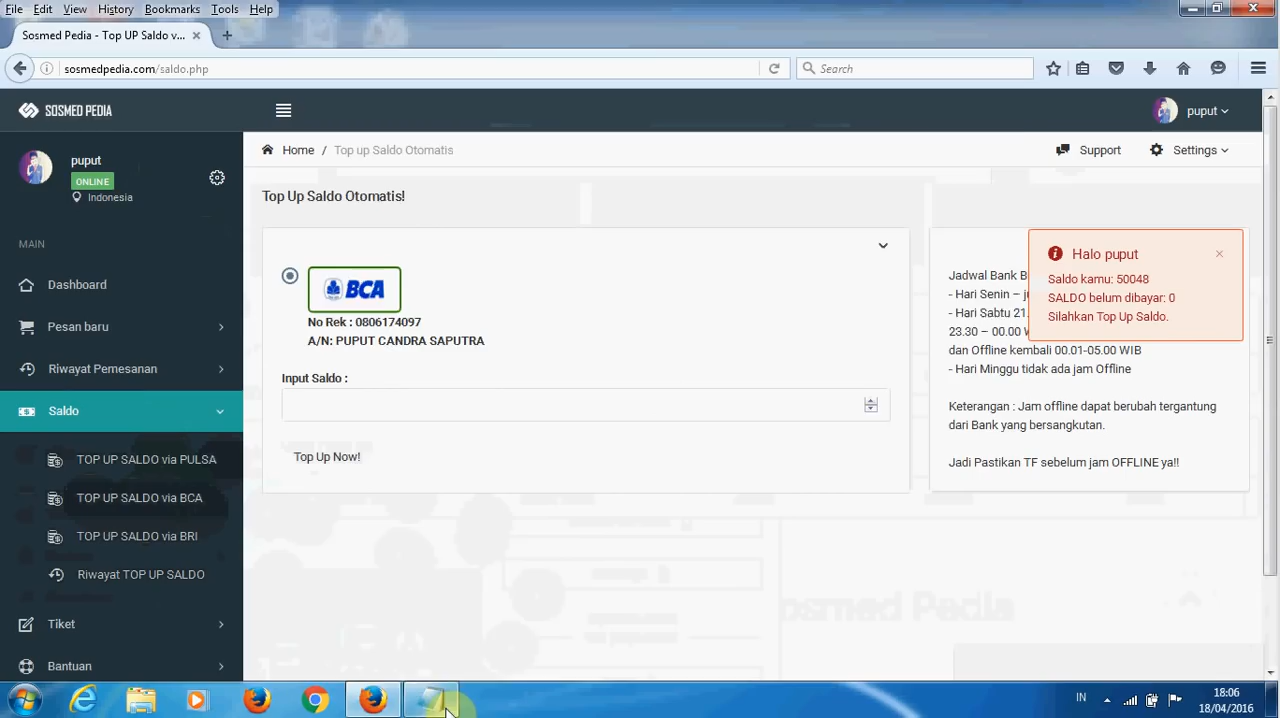 File Edit View History Bookmarks Tools Help
Sosmed Pedia - Top UP Saldo v...
sosmedpedia.com/saldo.php
Search
SOSMED PEDIA
puput
puput
ONLINE
Indonesia
Home / Top up Saldo Otomatis
Support
Settings
MAIN
Dashboard
Pesan baru
Riwayat Pemesanan
Saldo
TOP UP SALDO via PULSA
TOP UP SALDO via BCA
TOP UP SALDO via BRI
Riwayat TOP UP SALDO
Tiket
Bantuan
Top Up Saldo Otomatis!
BCA
No Rek : 0806174097
A/N: PUPUT CANDRA SAPUTRA
Input Saldo :
Top Up Now!
Jadwal Bank B
- Hari Senin – j
- Hari Sabtu 21.
23.30 – 00.00 W
dan Offline kembali 00.01-05.00 WIB
- Hari Minggu tidak ada jam Offline
Keterangan : Jam offline dapat berubah tergantung
dari Bank yang bersangkutan.
Jadi Pastikan TF sebelum jam OFFLINE ya!!
Halo puput
Saldo kamu: 50048
SALDO belum dibayar: 0
Silahkan Top Up Saldo.
osmed Pedia
IN
18:06
18/04/2016